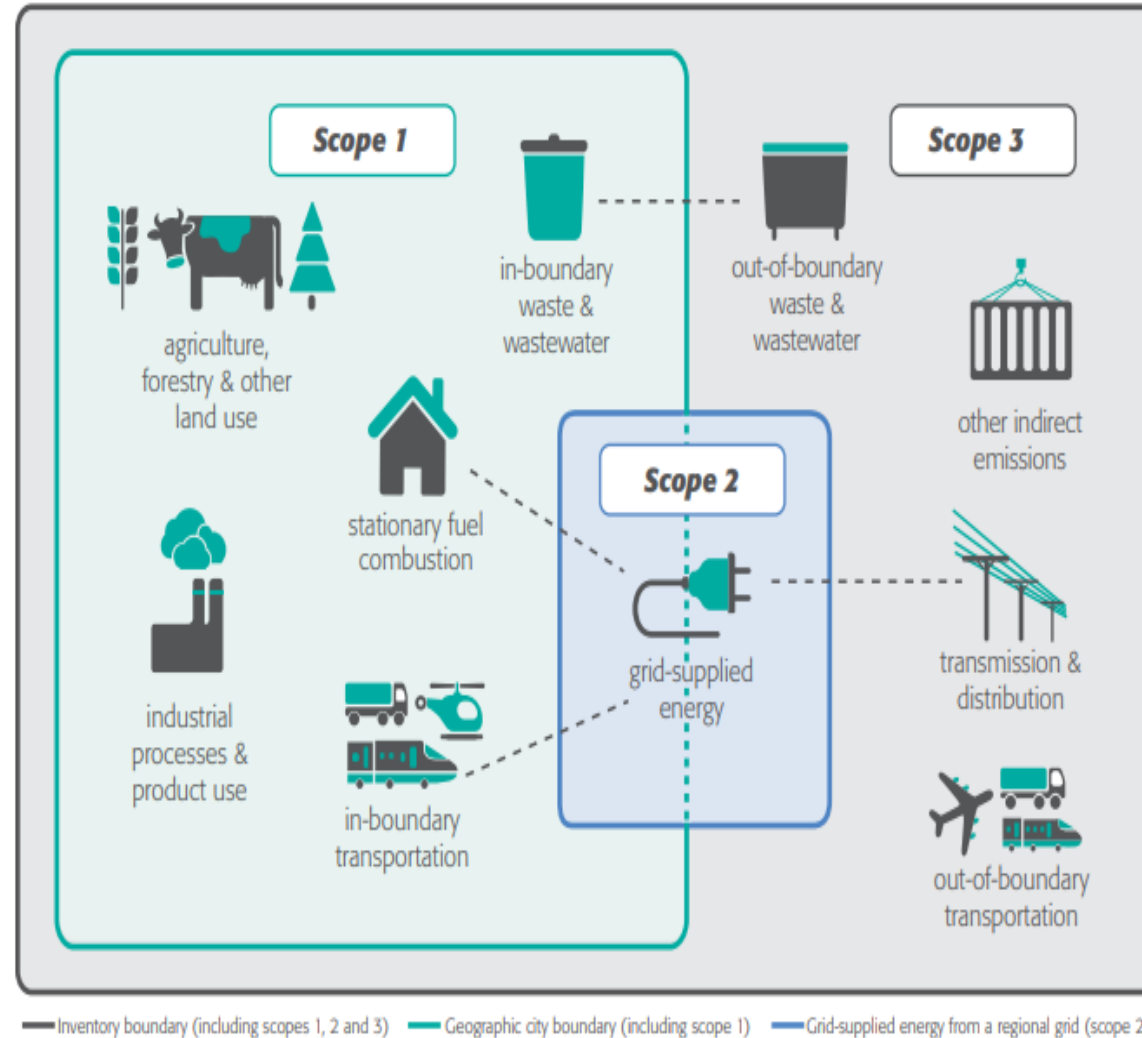 Scope 1
Scope 3
in-boundary
waste &
wastewater
out-of-boundary
waste &
wastewater
agriculture,
forestry & other
land use
other indirect
emissions
Scope 2
stationary fuel
combustion
grid-supplied
energy
transmission &
distribution
industrial
processes &
product use
in-boundary
transportation
out-of-boundary
transportation
Inventory boundary (including scopes 1, 2 and 3) Geographic city boundary (including scope 1) Grid-supplied energy from a regional grid (scope 2